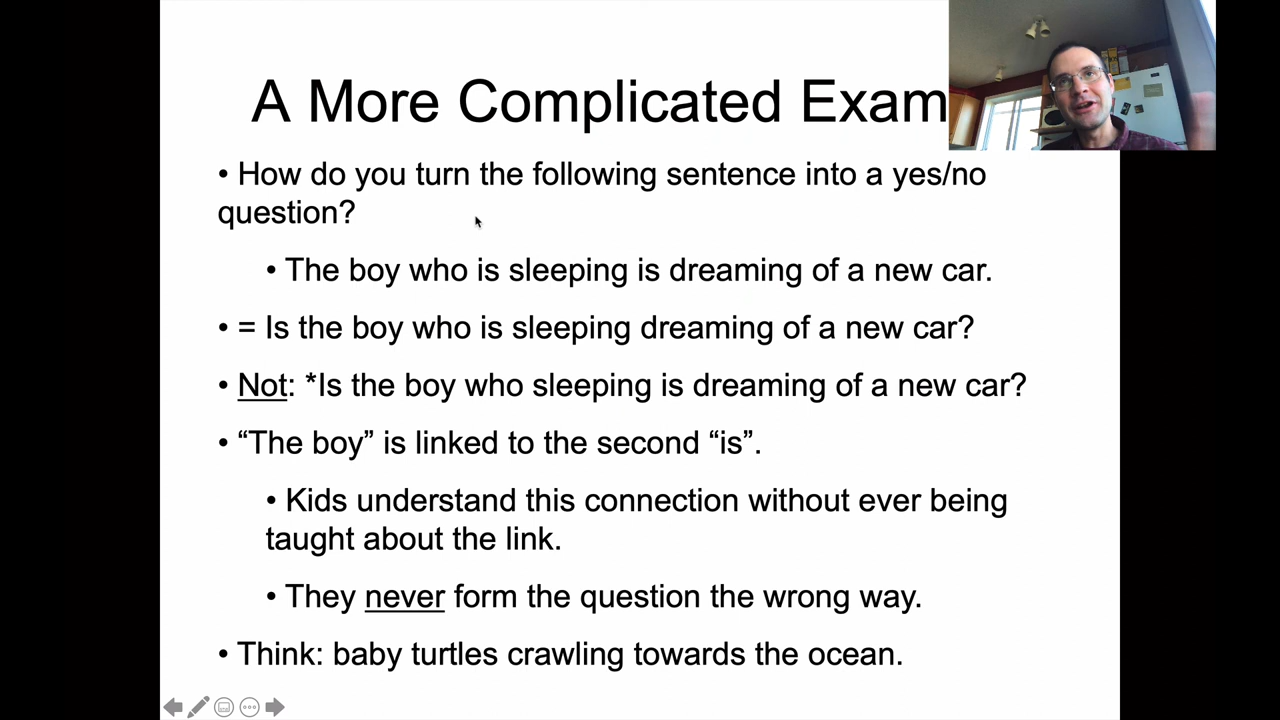 A More Complicated Exam
• How do you turn the following sentence into a yes/no
question?
• The boy who is sleeping is dreaming of a new car.
• = Is the boy who is sleeping dreaming of a new car?
• Not: *Is the boy who sleeping is dreaming of a new car?
• “The boy” is linked to the second “is”.
• Kids understand this connection without ever being
taught about the link.
• They never form the question the wrong way.
• Think: baby turtles crawling towards the ocean.